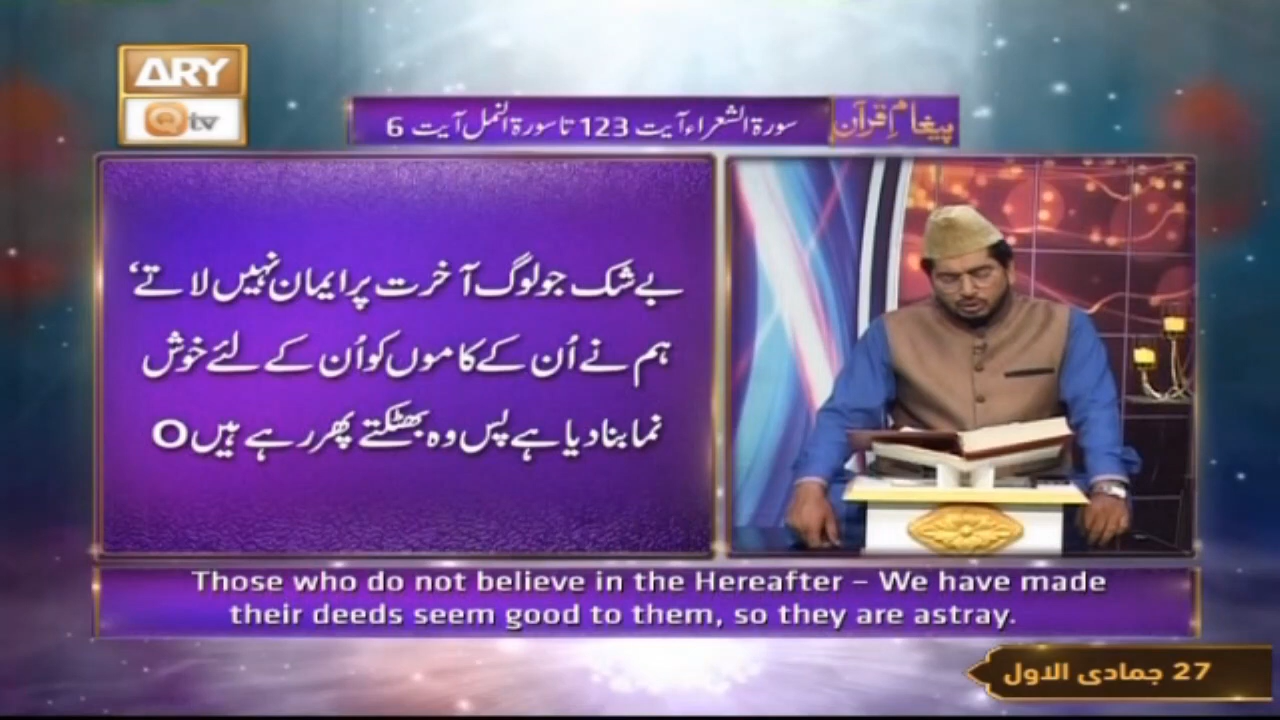 ARY
Qtv
پیغامِ قرآن
سورۃ الشعراء آیت 123 تا سورۃ النمل آیت 6
بے شک جو لوگ آخرت پر ایمان نہیں لاتے‘
ہم نے اُن کے کاموں کو اُن کے لئے خوش
نما بنا دیا ہے پس وہ بھٹکتے پھر رہے ہیںO
Those who do not believe in the Hereafter – We have made
their deeds seem good to them, so they are astray.
27 جمادی الاول